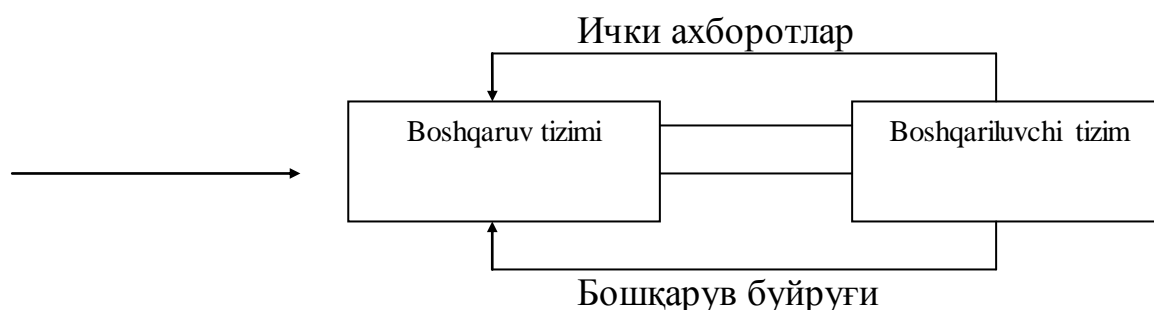 Ички ахборотлар
Boshqaruv tizimi
Boshqariluvchi tizim
Бошқарув буйруғи